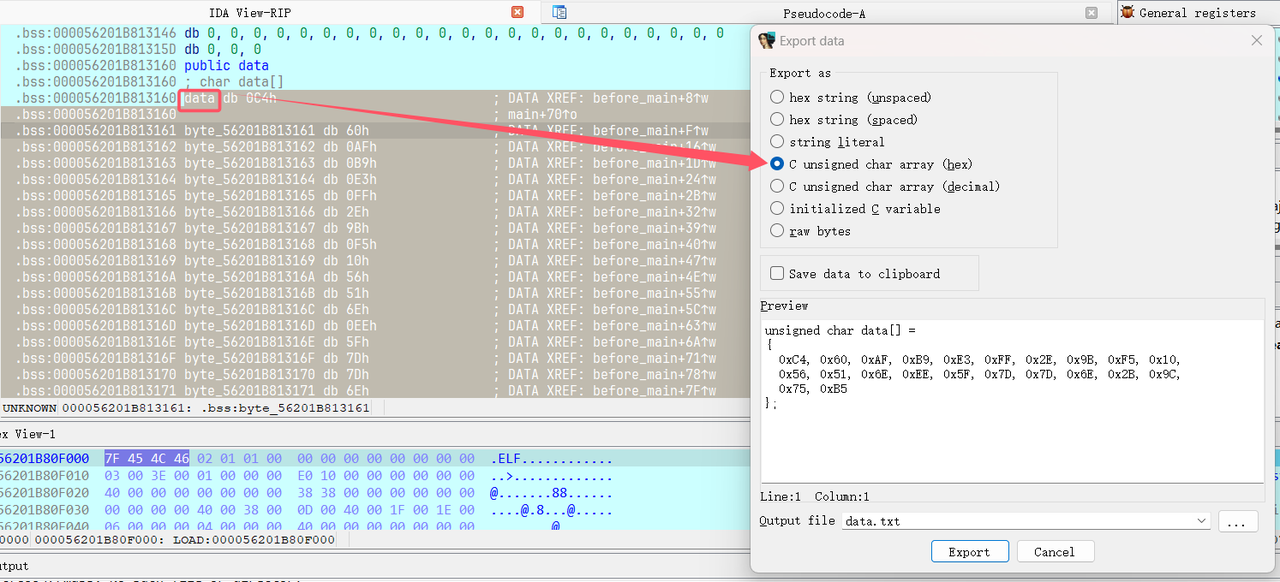 IDA View-RIP
Pseudocode-A
General registers
.bss:000056201B813146 db 0, 0, 0, 0, 0, 0, 0, 0, 0, 0, 0, 0, 0, 0, 0, 0, 0, 0, 0, 0, 0, 0, 0
.bss:000056201B81315D db 0, 0, 0
.bss:000056201B813160 public data
.bss:000056201B813160 ; char data[]
.bss:000056201B813160 data db 0C4h ; DATA XREF: before_main+8↑w
.bss:000056201B813160 ; main+70↑o
.bss:000056201B813161 byte_56201B813161 db 60h ; DATA XREF: before_main+F↑w
.bss:000056201B813162 byte_56201B813162 db 0AFh ; DATA XREF: before_main+16↑w
.bss:000056201B813163 byte_56201B813163 db 0B9h ; DATA XREF: before_main+1D↑w
.bss:000056201B813164 byte_56201B813164 db 0E3h ; DATA XREF: before_main+24↑w
.bss:000056201B813165 byte_56201B813165 db 0FFh ; DATA XREF: before_main+2B↑w
.bss:000056201B813166 byte_56201B813166 db 2Eh ; DATA XREF: before_main+32↑w
.bss:000056201B813167 byte_56201B813167 db 9Bh ; DATA XREF: before_main+39↑w
.bss:000056201B813168 byte_56201B813168 db 0F5h ; DATA XREF: before_main+40↑w
.bss:000056201B813169 byte_56201B813169 db 10h ; DATA XREF: before_main+47↑w
.bss:000056201B81316A byte_56201B81316A db 56h ; DATA XREF: before_main+4E↑w
.bss:000056201B81316B byte_56201B81316B db 51h ; DATA XREF: before_main+55↑w
.bss:000056201B81316C byte_56201B81316C db 6Eh ; DATA XREF: before_main+5C↑w
.bss:000056201B81316D byte_56201B81316D db 0EEh ; DATA XREF: before_main+63↑w
.bss:000056201B81316E byte_56201B81316E db 5Fh ; DATA XREF: before_main+6A↑w
.bss:000056201B81316F byte_56201B81316F db 7Dh ; DATA XREF: before_main+71↑w
.bss:000056201B813170 byte_56201B813170 db 7Dh ; DATA XREF: before_main+78↑w
.bss:000056201B813171 byte_56201B813171 db 6Eh ; DATA XREF: before_main+7F↑w
UNKNOWN 000056201B813161: .bss:byte_56201B813161
ex View-1
56201B80F000 7F 45 4C 46 02 01 01 00 00 00 00 00 00 00 00 00 .ELF............
56201B80F010 03 00 3E 00 01 00 00 00 E0 10 00 00 00 00 00 00 ..>.............
56201B80F020 40 00 00 00 00 00 00 00 38 38 00 00 00 00 00 00 @.......88......
56201B80F030 00 00 00 00 40 00 38 00 0D 00 40 00 1F 00 1E 00 ....@.8...@.....
56201B80F040 06 00 00 00 04 00 00 00 40 00 00 00 00 00 00 00 ........@
0000 000056201B80F000: LOAD:000056201B80F000
utput
Export data
Export as
hex string (unspaced)
hex string (spaced)
string literal
C unsigned char array (hex)
C unsigned char array (decimal)
initialized C variable
raw bytes
Save data to clipboard
Preview
unsigned char data[] =
{
0xC4, 0x60, 0xAF, 0xB9, 0xE3, 0xFF, 0x2E, 0x9B, 0xF5, 0x10,
0x56, 0x51, 0x6E, 0xEE, 0x5F, 0x7D, 0x7D, 0x6E, 0x2B, 0x9C,
0x75, 0xB5
};
Line:1 Column:1
Output file data.txt ...
Export Cancel